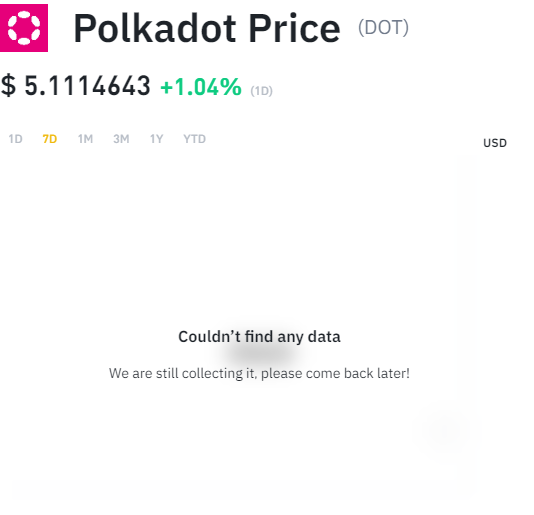 Polkadot Price (DOT)
$ 5.1114643 +1.04% (1D)
1D 7D 1M 3M 1Y YTD
USD
Couldn’t find any data
We are still collecting it, please come back later!